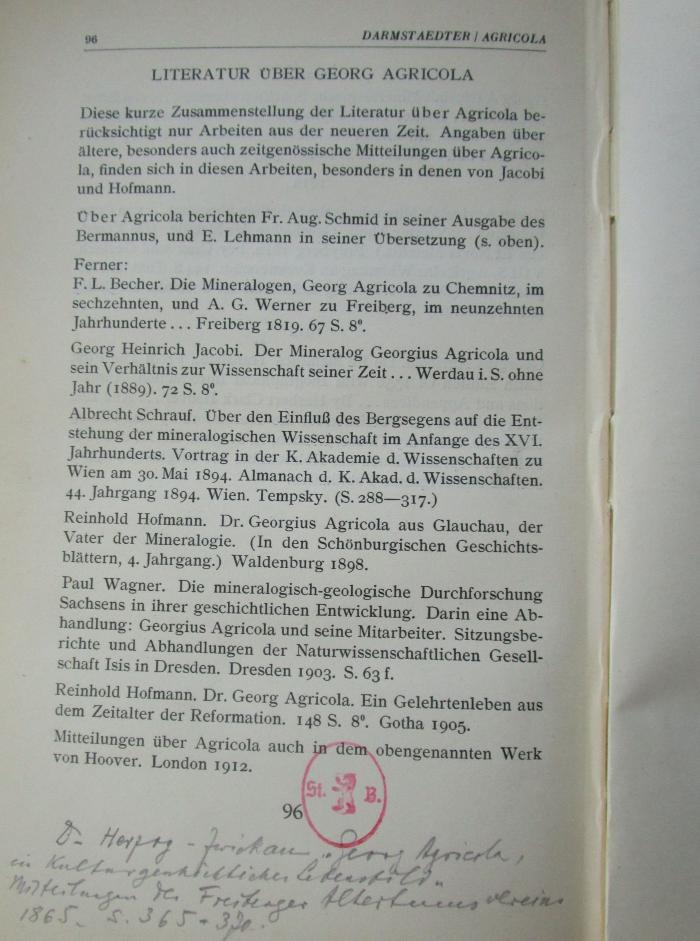 96
DARMSTAEDTER / AGRICOLA
LITERATUR ÜBER GEORG AGRICOLA
Diese kurze Zusammenstellung der Literatur über Agricola be-
rücksichtigt nur Arbeiten aus der neueren Zeit. Angaben über
ältere, besonders auch zeitgenössische Mitteilungen über Agrico-
la, finden sich in diesen Arbeiten, besonders in denen von Jacobi
und Hofmann.
Über Agricola berichten Fr. Aug. Schmid in seiner Ausgabe des
Bermannus, und E. Lehmann in seiner Übersetzung (s. oben).
Ferner:
F. L. Becher. Die Mineralogen, Georg Agricola zu Chemnitz, im
sechzehnten, und A. G. Werner zu Freiberg, im neunzehnten
Jahrhunderte ... Freiberg 1819. 67 S. 8°.
Georg Heinrich Jacobi. Der Mineralog Georgius Agricola und
sein Verhältnis zur Wissenschaft seiner Zeit ... Werdau i. S. ohne
Jahr (1889). 72 S. 8°.
Albrecht Schrauf. Über den Einfluß des Bergsegens auf die Ent-
stehung der mineralogischen Wissenschaft im Anfange des XVI.
Jahrhunderts. Vortrag in der K. Akademie d. Wissenschaften zu
Wien am 30. Mai 1894. Almanach d. K. Akad. d. Wissenschaften.
44. Jahrgang 1894. Wien. Tempsky. (S. 288—317.)
Reinhold Hofmann. Dr. Georgius Agricola aus Glauchau, der
Vater der Mineralogie. (In den Schönburgischen Geschichts-
blättern, 4. Jahrgang.) Waldenburg 1898.
Paul Wagner. Die mineralogisch-geologische Durchforschung
Sachsens in ihrer geschichtlichen Entwicklung. Darin eine Ab-
handlung: Georgius Agricola und seine Mitarbeiter. Sitzungsbe-
richte und Abhandlungen der Naturwissenschaftlichen Gesell-
schaft Isis in Dresden. Dresden 1903. S. 63 f.
Reinhold Hofmann. Dr. Georg Agricola. Ein Gelehrtenleben aus
dem Zeitalter der Reformation. 148 S. 8°. Gotha 1905.
Mitteilungen über Agricola auch in dem obengenannten Werk
von Hoover. London 1912.
St. B.
96
Dr Herzog - Zwickau „Georg Agricola,
ein Kulturgeschichtliches Lebensbild"
Mitteilungen des Freiberger Altertumsvereins
1865. S. 365-370.